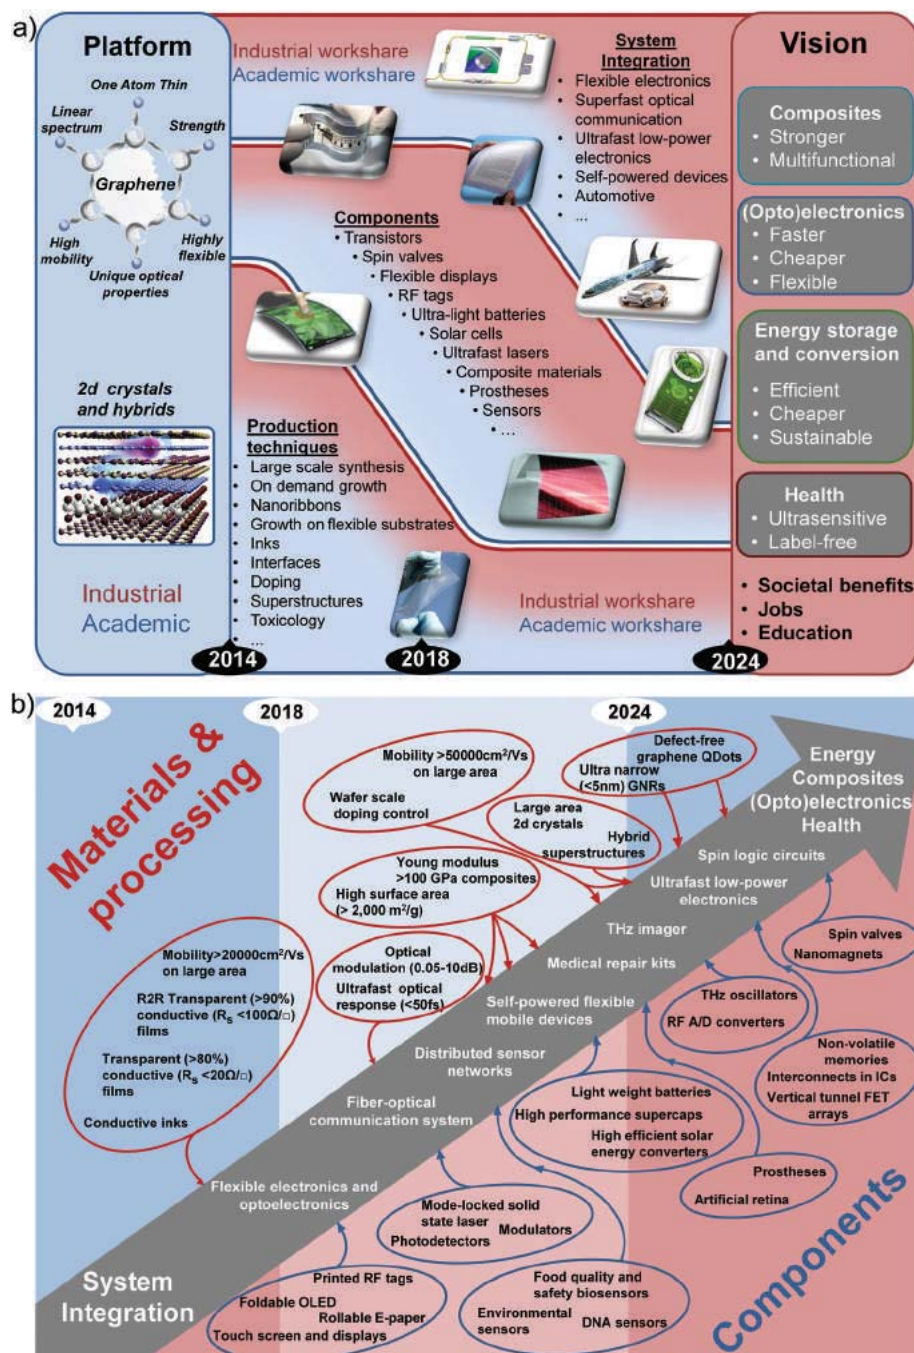 a)
Platform
One Atom Thin
Linear
spectrum
Strength
Graphene
High
mobility
Highly
flexible
Unique optical
properties
2d crystals
and hybrids
Industrial
Academic
Industrial workshare
Academic workshare
System
Integration
• Flexible electronics
• Superfast optical
communication
• Ultrafast low-power
electronics
• Self-powered devices
• Automotive
• ...
Components
• Transistors
• Spin valves
• Flexible displays
• RF tags
• Ultra-light batteries
• Solar cells
• Ultrafast lasers
• Composite materials
• Prostheses
• Sensors
• ...
Production
techniques
• Large scale synthesis
• On demand growth
• Nanoribbons
• Growth on flexible substrates
• Inks
• Interfaces
• Doping
• Superstructures
• Toxicology
• ...
Industrial workshare
Academic workshare
Vision
Composites
• Stronger
• Multifunctional
(Opto)electronics
• Faster
• Cheaper
• Flexible
Energy storage
and conversion
• Efficient
• Cheaper
• Sustainable
Health
• Ultrasensitive
• Label-free
• Societal benefits
• Jobs
• Education
2014
2018
2024
b)
2014
2018
2024
Materials &
processing
Mobility >50000cm²/Vs
on large area
Wafer scale
doping control
Defect-free
graphene QDots
Ultra narrow
(<5nm) GNRs
Large area
2d crystals
Hybrid
superstructures
Young modulus
>100 GPa composites
High surface area
(> 2,000 m²/g)
Optical
modulation (0.05-10dB)
Ultrafast optical
response (<50fs)
Mobility>20000cm²/Vs
on large area
R2R Transparent (>90%)
conductive (Rs <100Ω/□)
films
Transparent (>80%)
conductive (Rs <20Ω/□)
films
Conductive inks
Energy
Composites
(Opto)electronics
Health
Spin logic circuits
Ultrafast low-power
electronics
THz imager
Medical repair kits
Self-powered flexible
mobile devices
Distributed sensor
networks
Fiber-optical
communication system
Flexible electronics and
optoelectronics
System
Integration
Spin valves
Nanomagnets
THz oscillators
RF A/D converters
Non-volatile
memories
Interconnects in ICs
Vertical tunnel FET
arrays
Light weight batteries
High performance supercaps
High efficient solar
energy converters
Prostheses
Artificial retina
Mode-locked solid
state laser
Modulators
Photodetectors
Printed RF tags
Foldable OLED
Rollable E-paper
Touch screen and displays
Food quality and
safety biosensors
Environmental
sensors
DNA sensors
Components